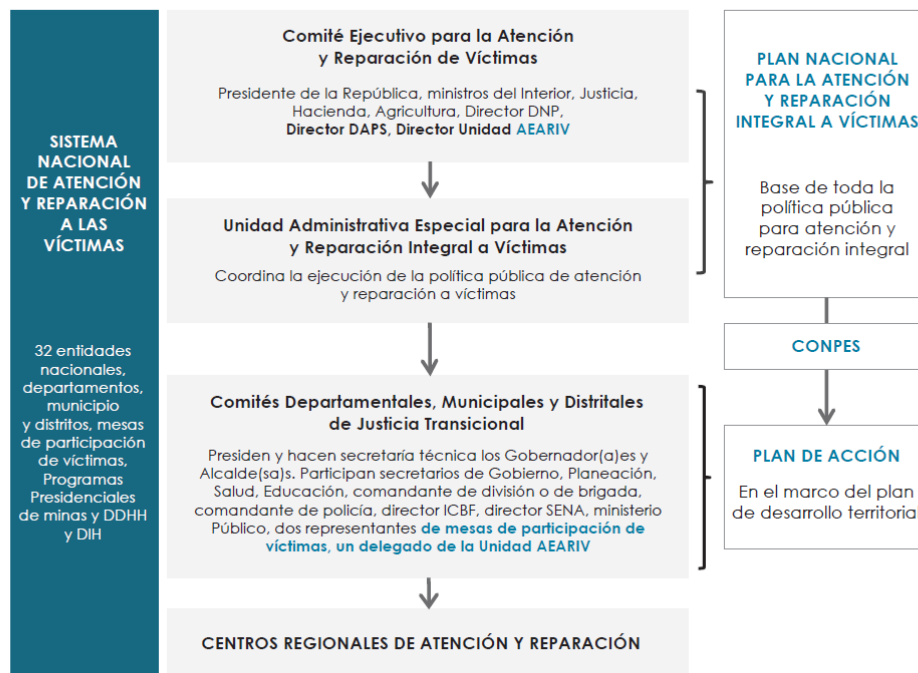 SISTEMA
NACIONAL
DE ATENCIÓN
Y REPARACIÓN
A LAS
VÍCTIMAS
32 entidades
nacionales,
departamentos,
municipio
y distritos, mesas
de participación
de víctimas,
Programas
Presidenciales
de minas y DDHH
y DIH
Comité Ejecutivo para la Atención
y Reparación de Víctimas
Presidente de la República, ministros del Interior, Justicia,
Hacienda, Agricultura, Director DNP,
Director DAPS, Director Unidad AEARIV
Unidad Administrativa Especial para la Atención
y Reparación Integral a Víctimas
Coordina la ejecución de la política pública de atención
y reparación a víctimas
Comités Departamentales, Municipales y Distritales
de Justicia Transicional
Presiden y hacen secretaría técnica los Gobernador(a)es y
Alcalde(sa)s. Participan secretarios de Gobierno, Planeación,
Salud, Educación, comandante de división o de brigada,
comandante de policía, director ICBF, director SENA, ministerio
Público, dos representantes de mesas de participación de
víctimas, un delegado de la Unidad AEARIV
CENTROS REGIONALES DE ATENCIÓN Y REPARACIÓN
PLAN NACIONAL
PARA LA ATENCIÓN
Y REPARACIÓN
INTEGRAL A VÍCTIMAS
Base de toda la
política pública
para atención y
reparación integral
CONPES
PLAN DE ACCIÓN
En el marco del plan
de desarrollo territorial